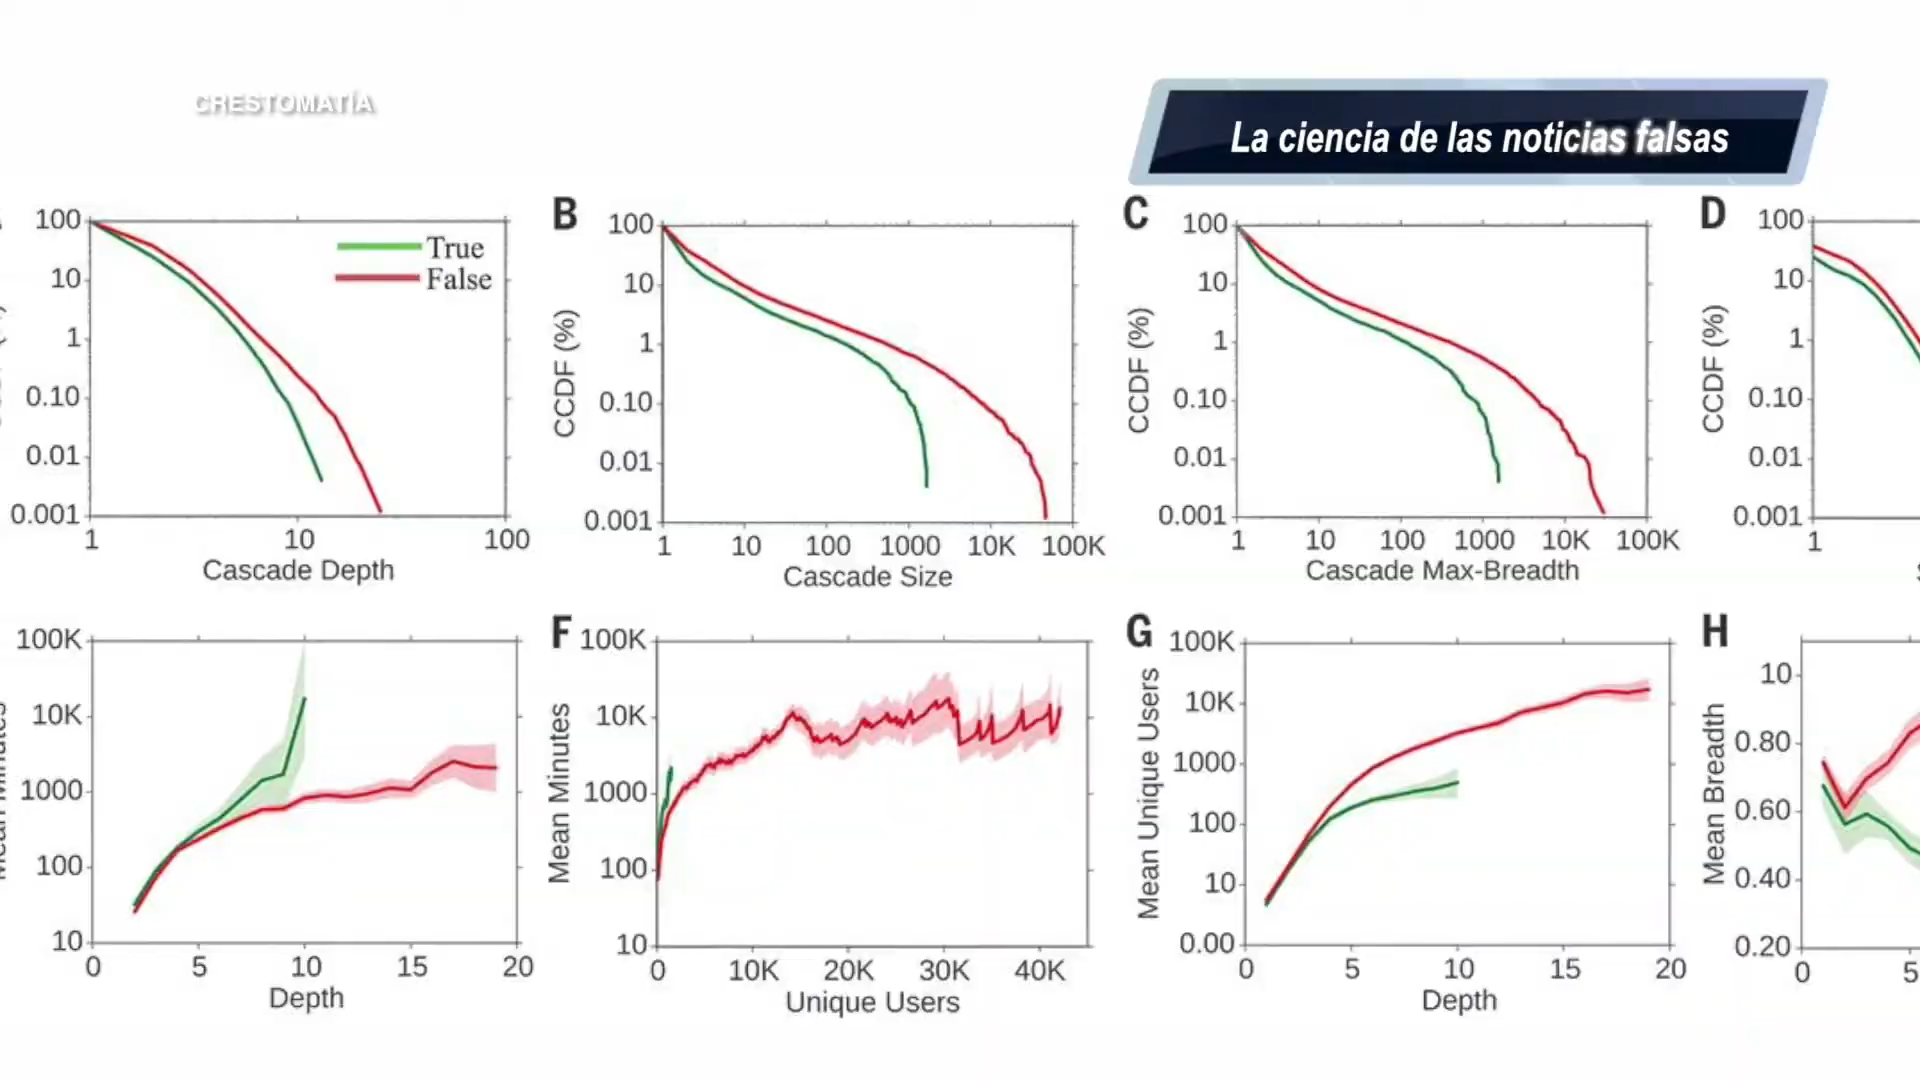 CRESTOMATÍA
La ciencia de las noticias falsas
100
10
1
0.10
0.01
0.001
1
10
100
Cascade Depth
True
False
B
CCDF (%)
100
10
1
0.10
0.01
0.001
1
10
100
1000
10K
100K
Cascade Size
C
CCDF (%)
100
10
1
0.10
0.01
0.001
1
10
100
1000
10K
100K
Cascade Max-Breadth
D
CCDF (%)
100
10
1
0.10
0.01
0.001
1
100K
10K
1000
100
10
0
5
10
15
20
Depth
F
Mean Minutes
100K
10K
1000
100
10
0
10K
20K
30K
40K
Unique Users
G
Mean Unique Users
100K
10K
1000
100
10
0.00
0
5
10
15
20
Depth
H
Mean Breadth
10
0.80
0.60
0.40
0.20
0
5